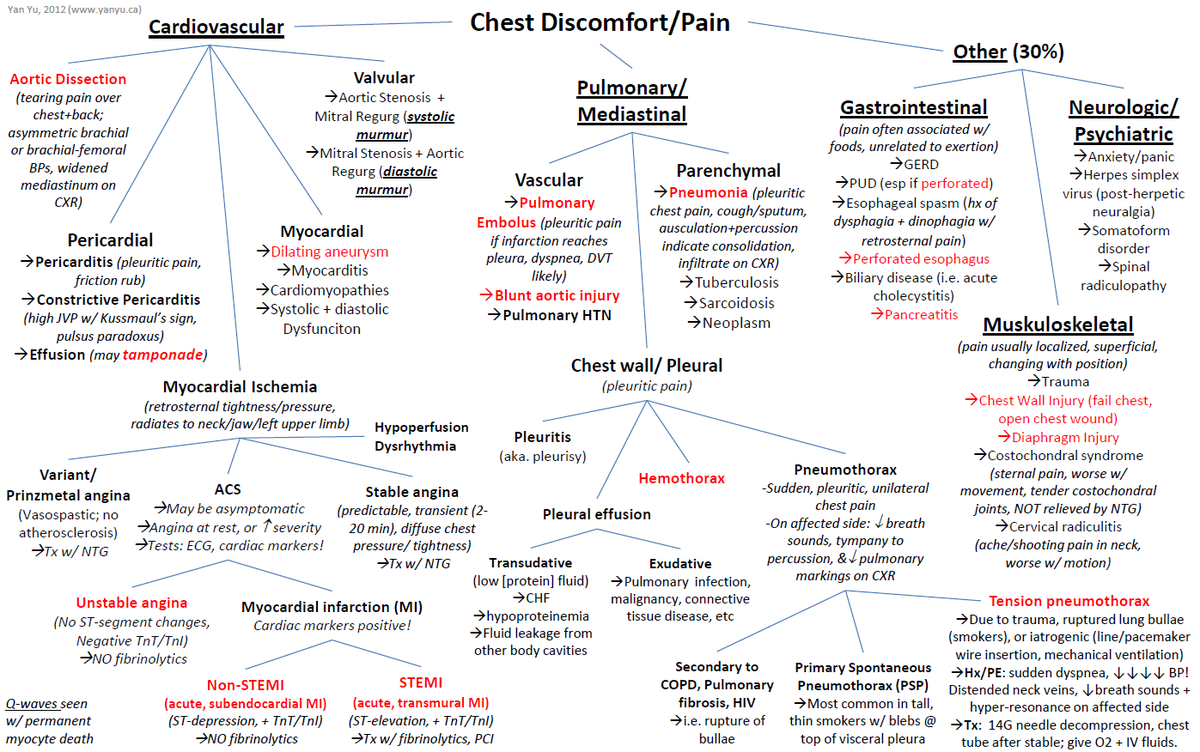 Yan Yu, 2012 (www.yanyu.ca)
Chest Discomfort/Pain
Cardiovascular
Aortic Dissection
(tearing pain over
chest+back;
asymmetric brachial
or brachial-femoral
BPs, widened
mediastinum on
CXR)
Valvular
→Aortic Stenosis +
Mitral Regurg (systolic
murmur)
→Mitral Stenosis + Aortic
Regurg (diastolic
murmur)
Pericardial
→Pericarditis (pleuritic pain,
friction rub)
→Constrictive Pericarditis
(high JVP w/ Kussmaul’s sign,
pulsus paradoxus)
→Effusion (may tamponade)
Myocardial
→Dilating aneurysm
→Myocarditis
→Cardiomyopathies
→Systolic + diastolic
Dysfunciton
Myocardial Ischemia
(retrosternal tightness/pressure,
radiates to neck/jaw/left upper limb)
Hypoperfusion
Dysrhythmia
Variant/
Prinzmetal angina
(Vasospastic; no
atherosclerosis)
→Tx w/ NTG
ACS
→May be asymptomatic
→Angina at rest, or ↑ severity
→Tests: ECG, cardiac markers!
Stable angina
(predictable, transient (2-
20 min), diffuse chest
pressure/ tightness)
→Tx w/ NTG
Unstable angina
(No ST-segment changes,
Negative TnT/TnI)
→NO fibrinolytics
Myocardial infarction (MI)
Cardiac markers positive!
Non-STEMI
(acute, subendocardial MI)
(ST-depression, + TnT/TnI)
→NO fibrinolytics
STEMI
(acute, transmural MI)
(ST-elevation, + TnT/TnI)
→Tx w/ fibrinolytics, PCI
Q-waves seen
w/ permanent
myocyte death
Pulmonary/
Mediastinal
Vascular
→Pulmonary
Embolus (pleuritic pain
if infarction reaches
pleura, dyspnea, DVT
likely)
→Blunt aortic injury
→Pulmonary HTN
Parenchymal
→Pneumonia (pleuritic
chest pain, cough/sputum,
ausculation+percussion
indicate consolidation,
infiltrate on CXR)
→Tuberculosis
→Sarcoidosis
→Neoplasm
Chest wall/ Pleural
(pleuritic pain)
Pleuritis
(aka. pleurisy)
Hemothorax
Pleural effusion
Transudative
(low [protein] fluid)
→CHF
→hypoproteinemia
→Fluid leakage from
other body cavities
Exudative
→Pulmonary infection,
malignancy, connective
tissue disease, etc
Pneumothorax
-Sudden, pleuritic, unilateral
chest pain
-On affected side: ↓ breath
sounds, tympany to
percussion, &↓ pulmonary
markings on CXR
Secondary to
COPD, Pulmonary
fibrosis, HIV
→i.e. rupture of
bullae
Primary Spontaneous
Pneumothorax (PSP)
→Most common in tall,
thin smokers w/ blebs @
top of visceral pleura
Tension pneumothorax
→Due to trauma, ruptured lung bullae
(smokers), or iatrogenic (line/pacemaker
wire insertion, mechanical ventilation)
→Hx/PE: sudden dyspnea, ↓↓↓↓ BP!
Distended neck veins, ↓breath sounds +
hyper-resonance on affected side
→Tx: 14G needle decompression, chest
tube after stable; give O2 + IV fluids.
Other (30%)
Gastrointestinal
(pain often associated w/
foods, unrelated to exertion)
→GERD
→PUD (esp if perforated)
→Esophageal spasm (hx of
dysphagia + dinophagia w/
retrosternal pain)
→Perforated esophagus
→Biliary disease (i.e. acute
cholecystitis)
→Pancreatitis
Neurologic/
Psychiatric
→Anxiety/panic
→Herpes simplex
virus (post-herpetic
neuralgia)
→Somatoform
disorder
→Spinal
radiculopathy
Muskuloskeletal
(pain usually localized, superficial,
changing with position)
→Trauma
→Chest Wall Injury (fail chest,
open chest wound)
→Diaphragm Injury
→Costochondral syndrome
(sternal pain, worse w/
movement, tender costochondral
joints, NOT relieved by NTG)
→Cervical radiculitis
(ache/shooting pain in neck,
worse w/ motion)